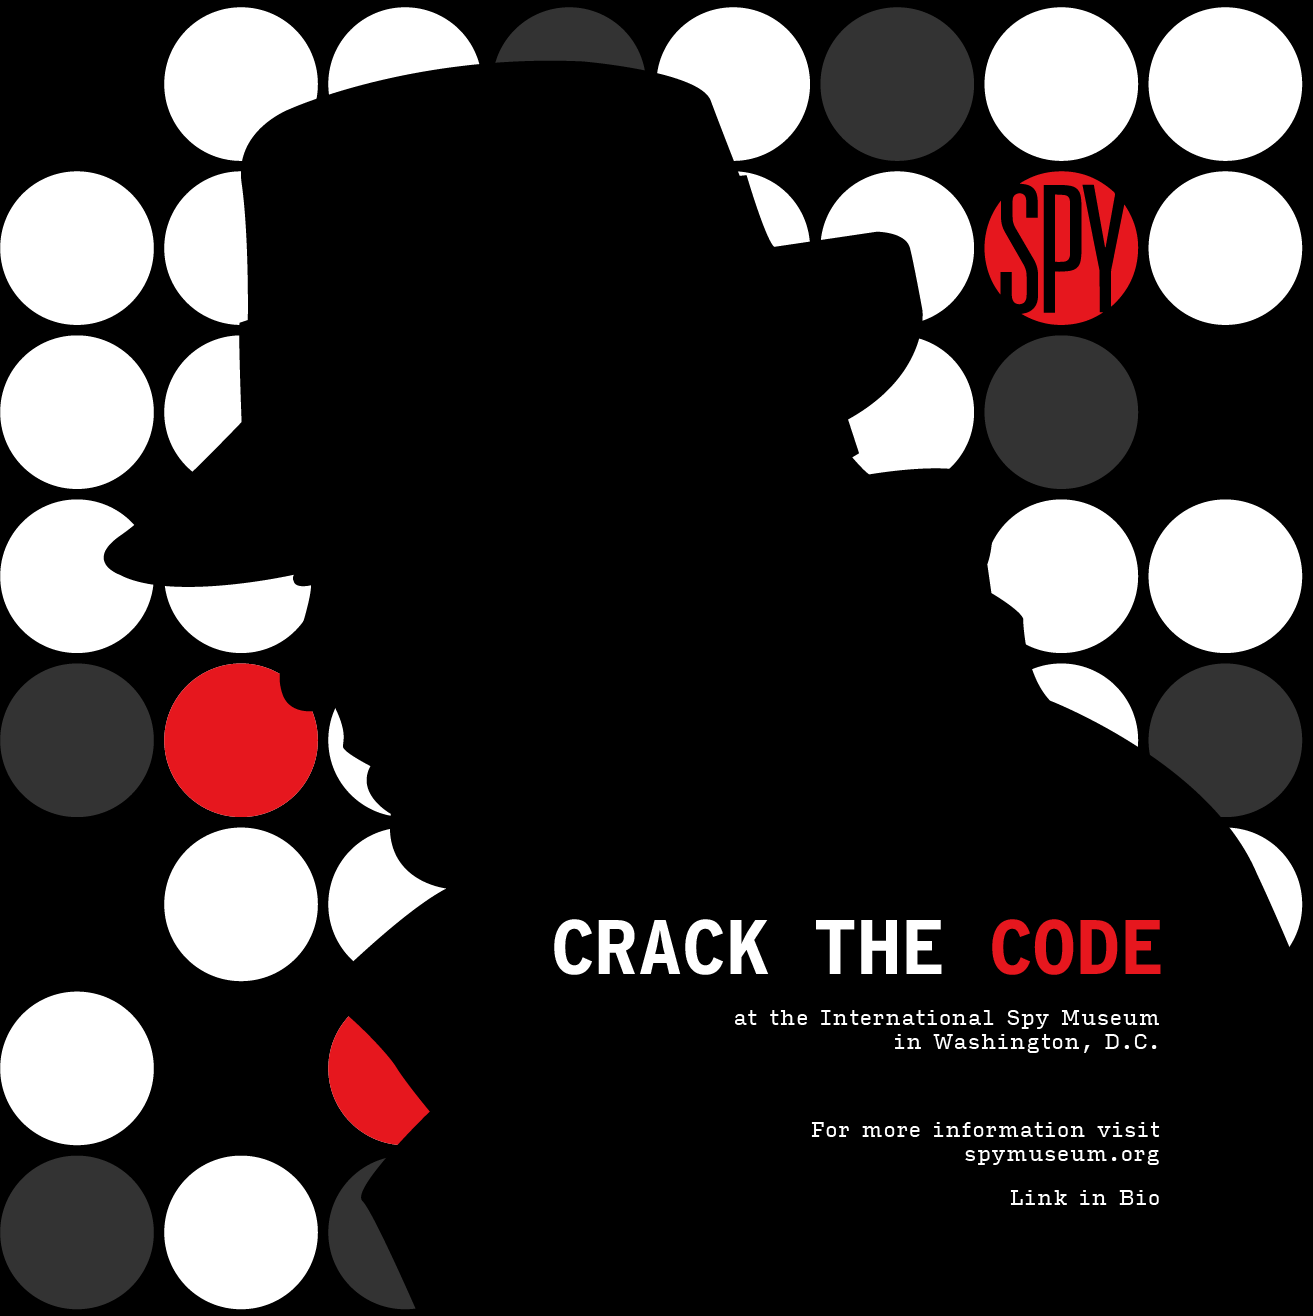 SPY
CRACK THE CODE
at the International Spy Museum
in Washington, D.C.
For more information visit
spymuseum.org
Link in Bio